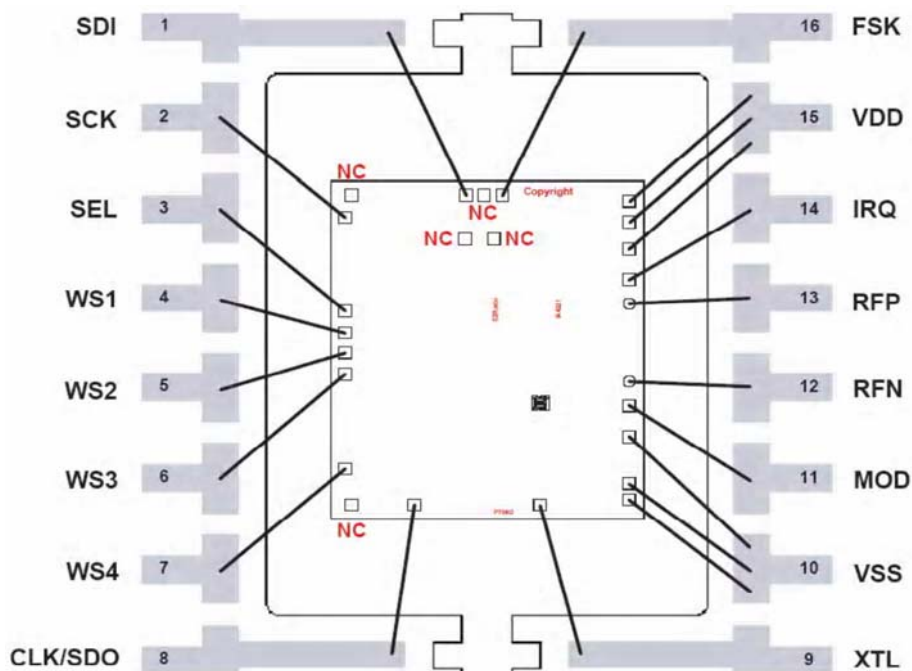 SDI 1
16 FSK
SCK 2
15 VDD
NC
Copyright
SEL 3
NC
14 IRQ
NC NC
WS1 4
13 RFP
WS2 5
12 RFN
WS3 6
11 MOD
NC
WS4 7
10 VSS
CLK/SDO 8
9 XTL